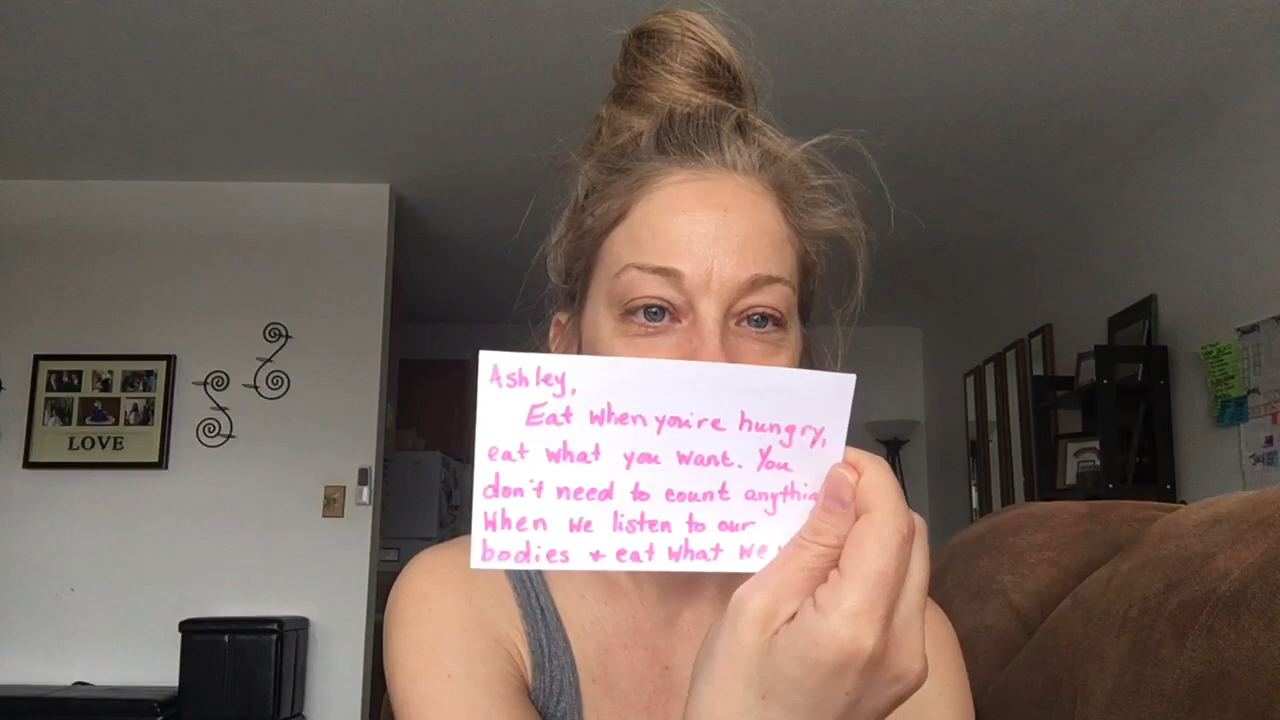 Ashley,
Eat when you're hungry,
eat what you want. You
don't need to count
When we listen to our
bodies + eat what we
LOVE